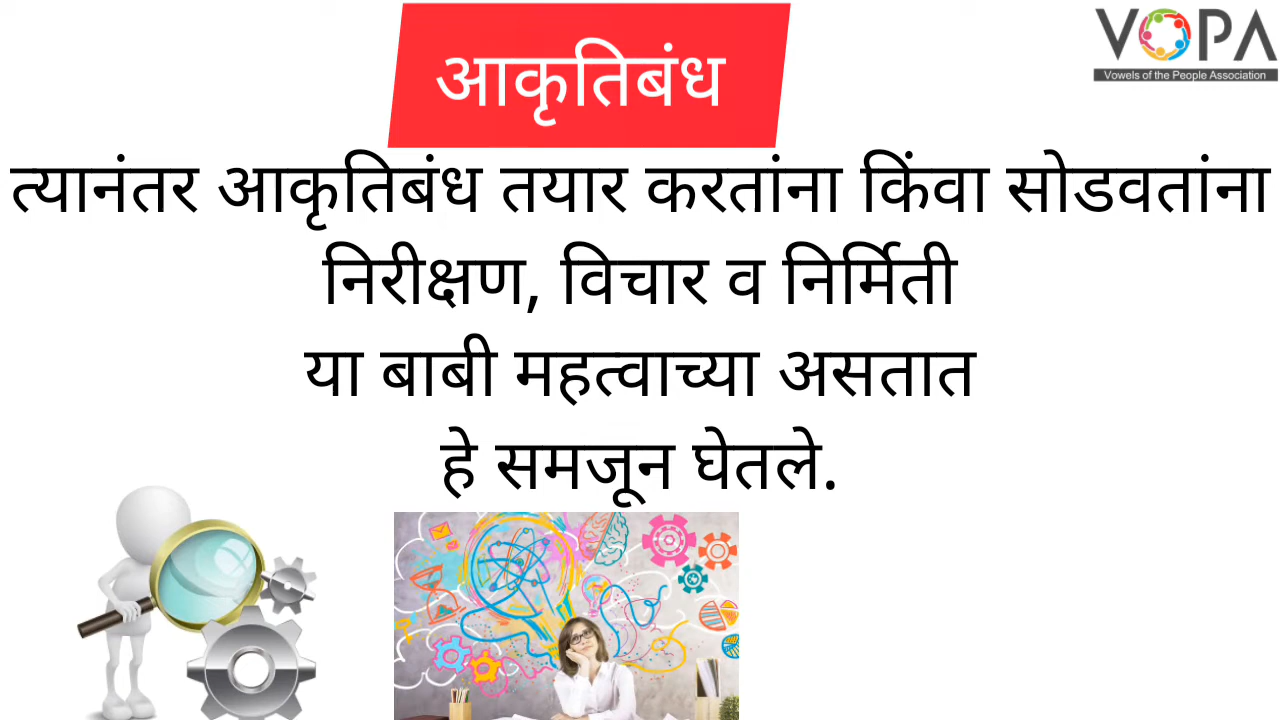 आकृतिबंध
VOPA
Vowels of the People Association
त्यानंतर आकृतिबंध तयार करतांना किंवा सोडवतांना
निरीक्षण, विचार व निर्मिती
या बाबी महत्वाच्या असतात
हे समजून घेतले.